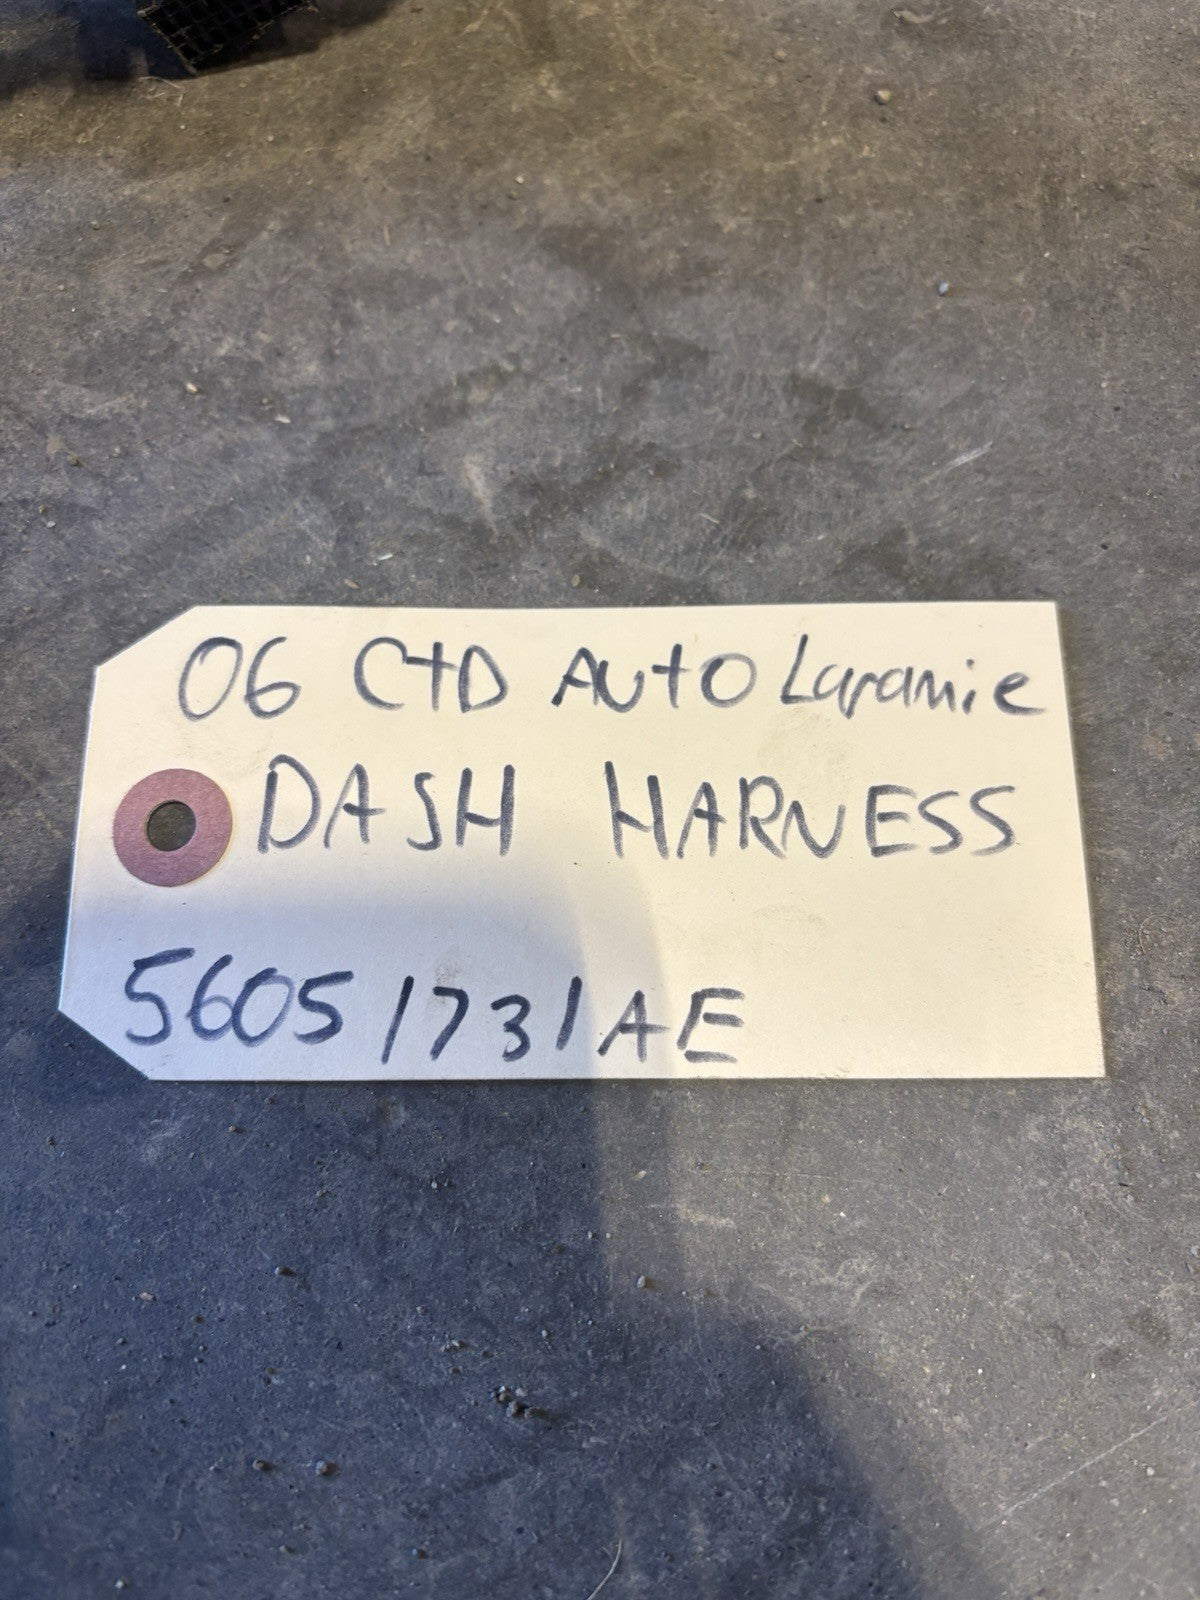 06 CTD AUTO Laramie
DASH HARNESS
56051731AE